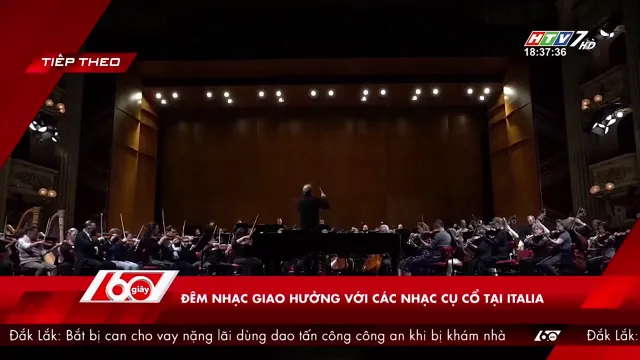 TIẾP THEO
HTV7 HD
18:37:36
60 giây
ĐÊM NHẠC GIAO HƯỞNG VỚI CÁC NHẠC CỤ CỔ TẠI ITALIA
Đắk Lắk: Bắt bị can cho vay nặng lãi dùng dao tấn công công an khi bị khám nhà
60
Đắk Lắk: